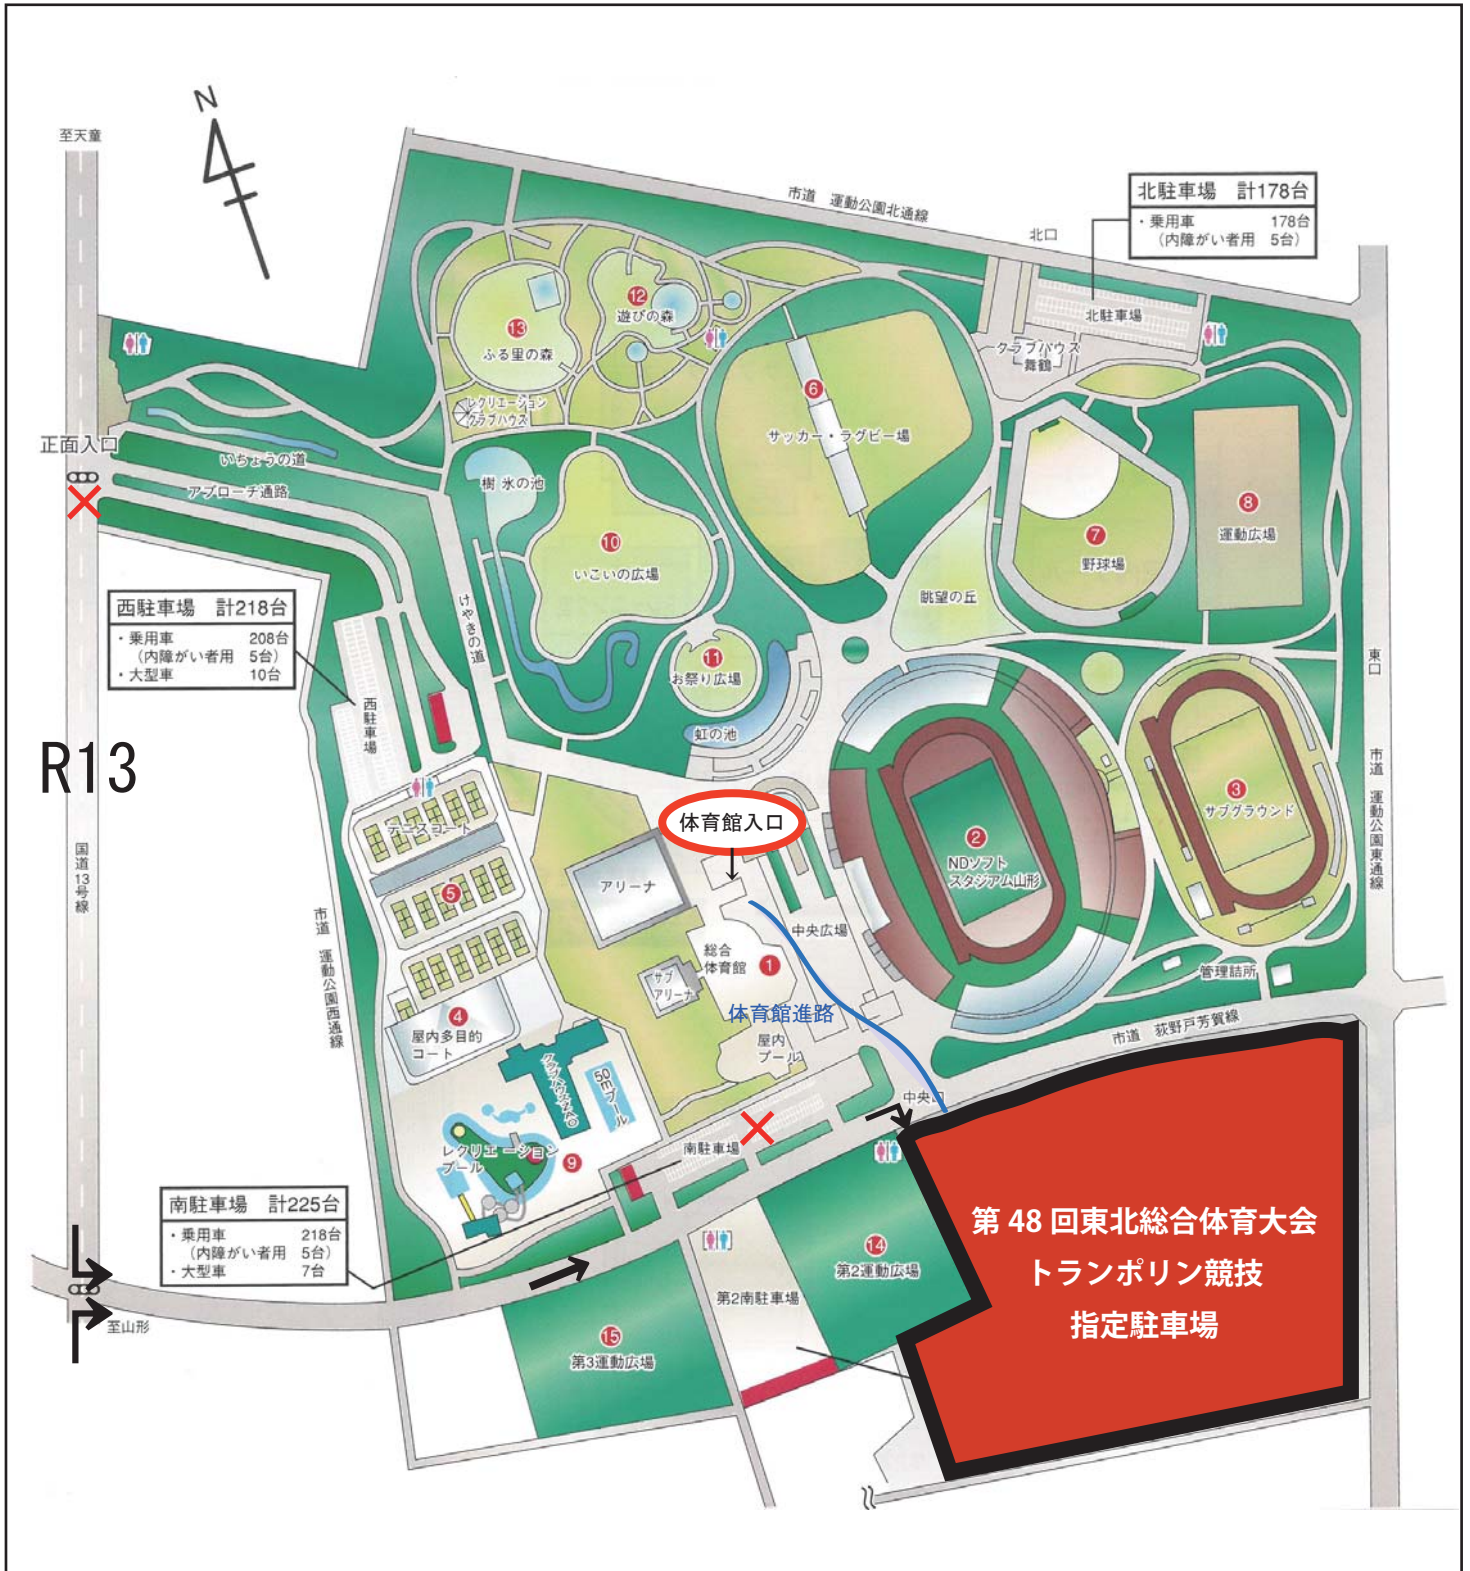 N
至天童
市道 運動公園北通線
北口
北駐車場 計178台
・乗用車 178台
(内障がい者用 5台)
北駐車場
クラブハウス
舞鶴
12
遊びの森
13
ふる里の森
レクリエーション
クラブハウス
6
サッカー・ラグビー場
正面入口
いちょうの道
アプローチ通路
樹氷の池
10
いこいの広場
7
野球場
8
運動広場
眺望の丘
西駐車場 計218台
・乗用車 208台
(内障がい者用 5台)
・大型車 10台
けやきの道
11
お祭り広場
虹の池
西駐車場
東口
R13
国道13号線
市道 運動公園東通線
体育館入口
テニスコート
5
アリーナ
2
NDソフト
スタジアム山形
3
サブグラウンド
中央広場
総合
体育館
1
サブ
アリーナ
管理詰所
市道 運動公園西通線
体育館進路
4
屋内多目的
コート
屋内
プール
市道 荻野戸芳賀線
クラブハウスZAO
50mプール
中央口
レクリエーション
プール
9
南駐車場
南駐車場 計225台
・乗用車 218台
(内障がい者用 5台)
・大型車 7台
第 48 回東北総合体育大会
トランポリン競技
指定駐車場
14
第2運動広場
第2南駐車場
至山形
15
第3運動広場